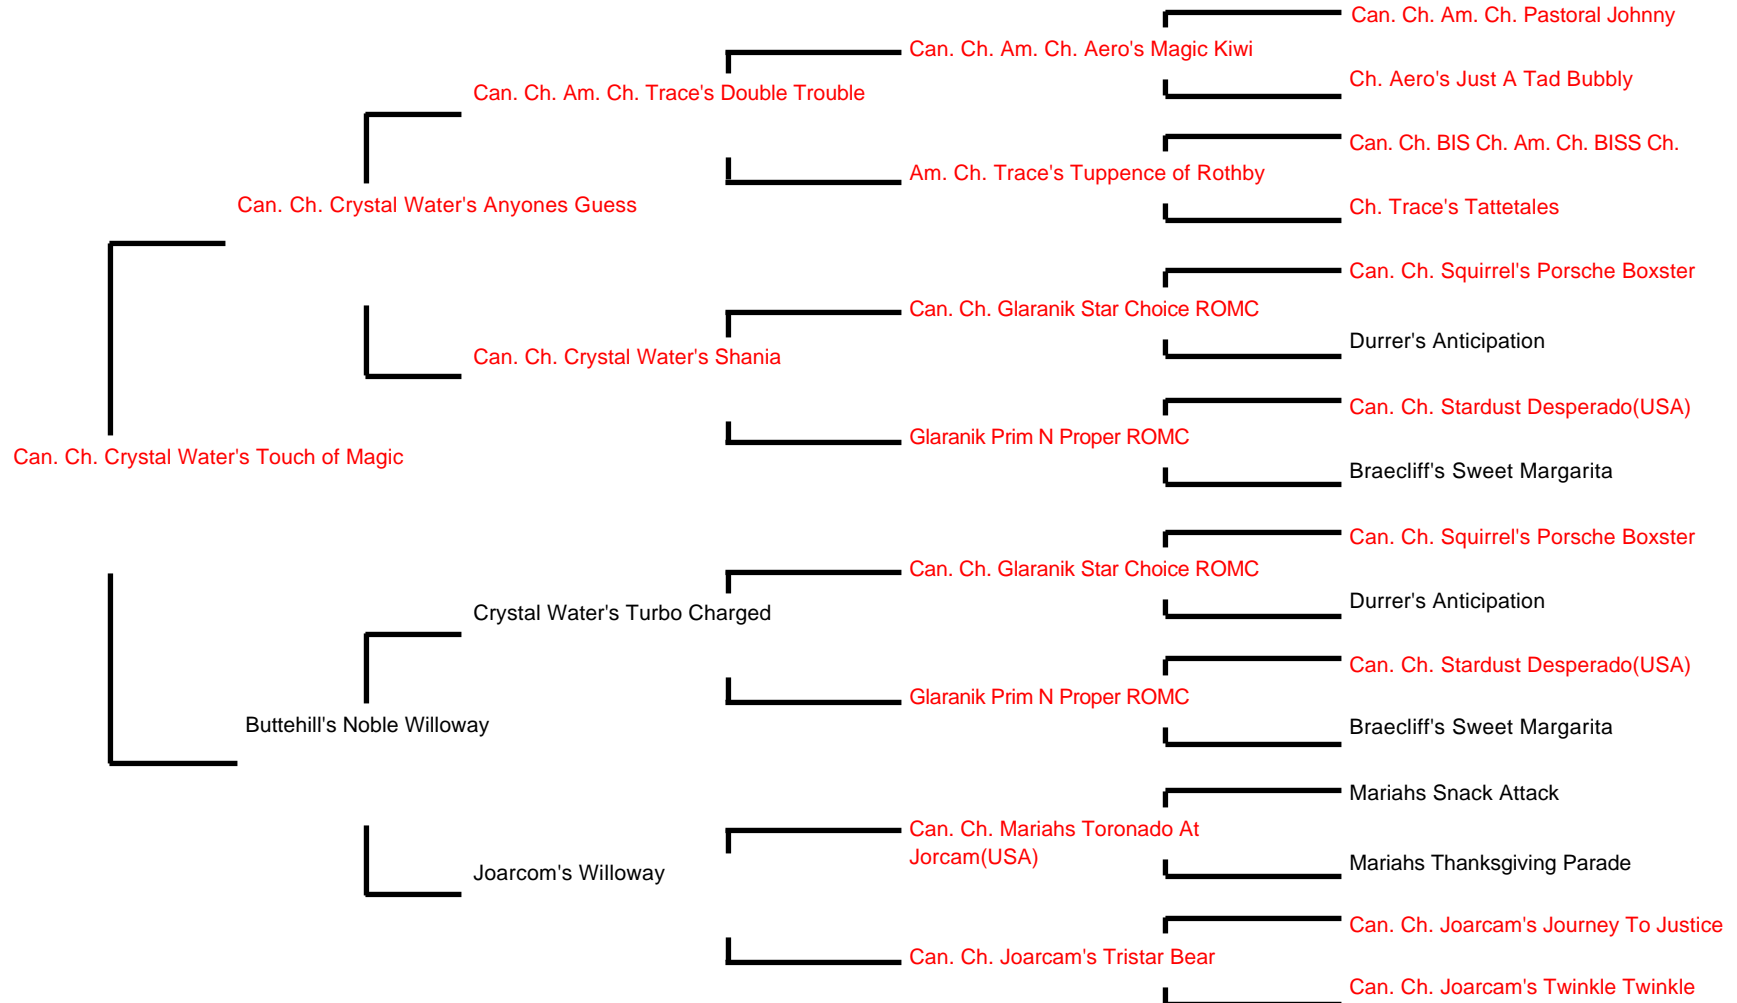 Can. Ch. Am. Ch. Pastoral Johnny
Can. Ch. Am. Ch. Aero's Magic Kiwi
Ch. Aero's Just A Tad Bubbly
Can. Ch. Am. Ch. Trace's Double Trouble
Can. Ch. BIS Ch. Am. Ch. BISS Ch.
Am. Ch. Trace's Tuppence of Rothby
Ch. Trace's Tattetales
Can. Ch. Crystal Water's Anyones Guess
Can. Ch. Squirrel's Porsche Boxster
Can. Ch. Glaranik Star Choice ROMC
Durrer's Anticipation
Can. Ch. Crystal Water's Shania
Can. Ch. Stardust Desperado(USA)
Glaranik Prim N Proper ROMC
Braecliff's Sweet Margarita
Can. Ch. Crystal Water's Touch of Magic
Can. Ch. Squirrel's Porsche Boxster
Can. Ch. Glaranik Star Choice ROMC
Durrer's Anticipation
Crystal Water's Turbo Charged
Can. Ch. Stardust Desperado(USA)
Glaranik Prim N Proper ROMC
Braecliff's Sweet Margarita
Buttehill's Noble Willoway
Mariahs Snack Attack
Can. Ch. Mariahs Toronado At
Jorcam(USA)
Mariahs Thanksgiving Parade
Joarcom's Willoway
Can. Ch. Joarcam's Journey To Justice
Can. Ch. Joarcam's Tristar Bear
Can. Ch. Joarcam's Twinkle Twinkle